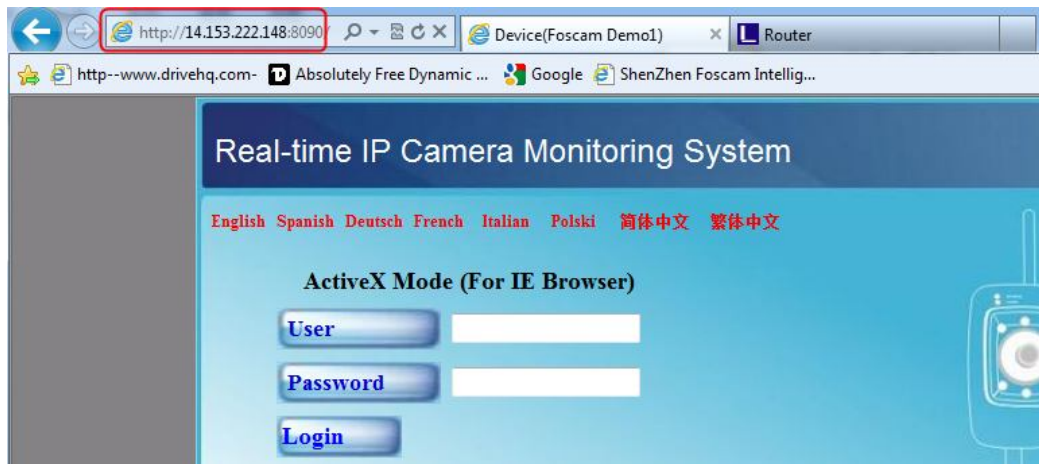 http://14.153.222.148:8090/ Device(Foscam Demo1) Router
http--www.drivehq.com- Absolutely Free Dynamic ... Google ShenZhen Foscam Intellig...
Real-time IP Camera Monitoring System
English Spanish Deutsch French Italian Polski 简体中文 繁体中文
ActiveX Mode (For IE Browser)
User
Password
Login